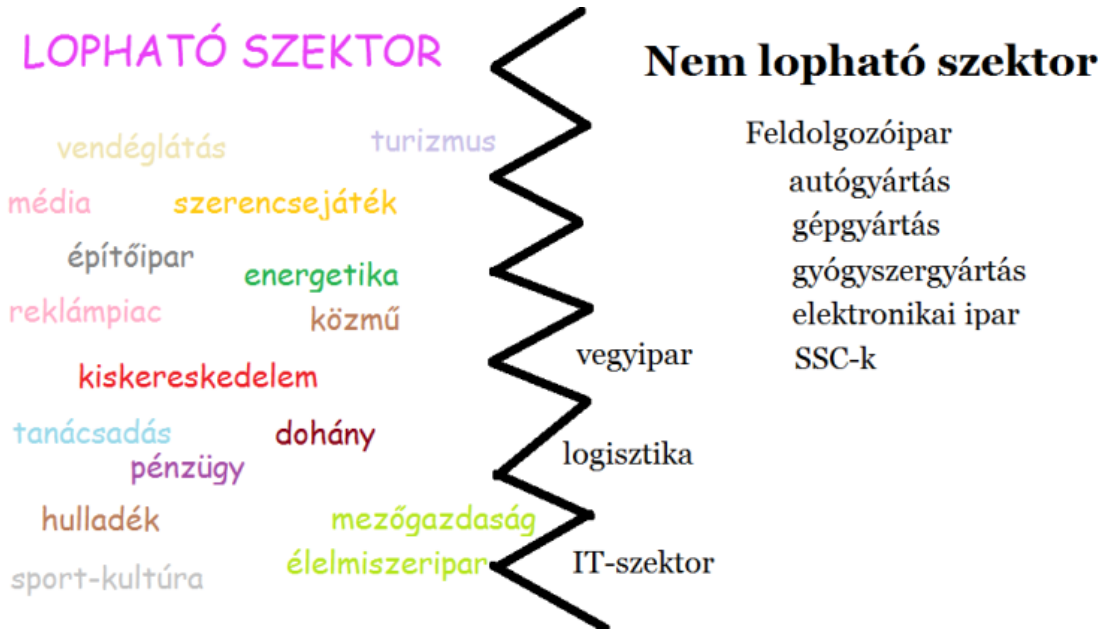 LOPHATÓ SZEKTOR
vendéglátás
turizmus
média
szerencsejáték
építőipar
energetika
reklámpiac
közmű
kiskereskedelem
tanácsadás
dohány
pénzügy
hulladék
mezőgazdaság
élelmiszeripar
sport-kultúra
Nem lopható szektor
Feldolgozóipar
autógyártás
gépgyártás
gyógyszergyártás
elektronikai ipar
SSC-k
vegyipar
logisztika
IT-szektor